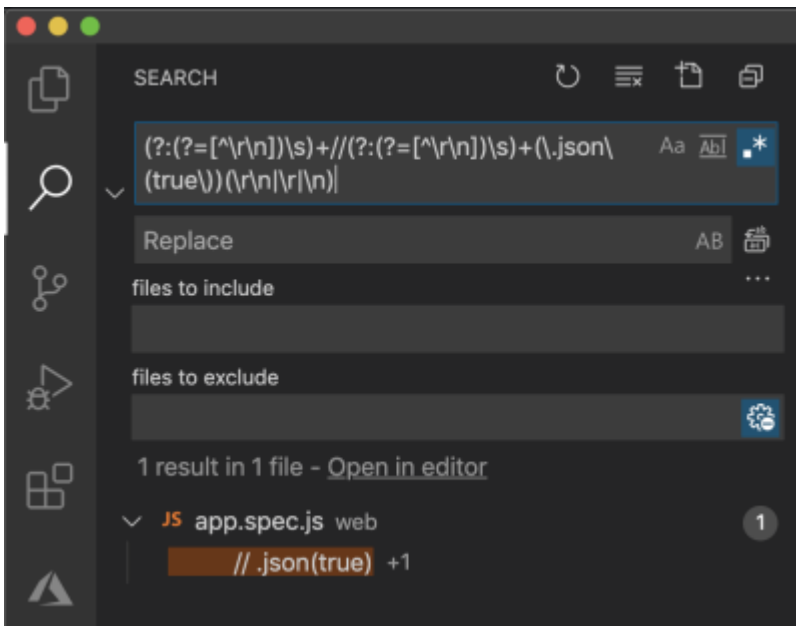 SEARCH
(?:(?=[^\r\n])\s)+//(?:(?=[^\r\n])\s)+(\.json\
(true\))(\r\n|\r|\n)
Aa Abl .*
Replace
AB
files to include
files to exclude
1 result in 1 file - Open in editor
JS app.spec.js web
1
// .json(true) +1